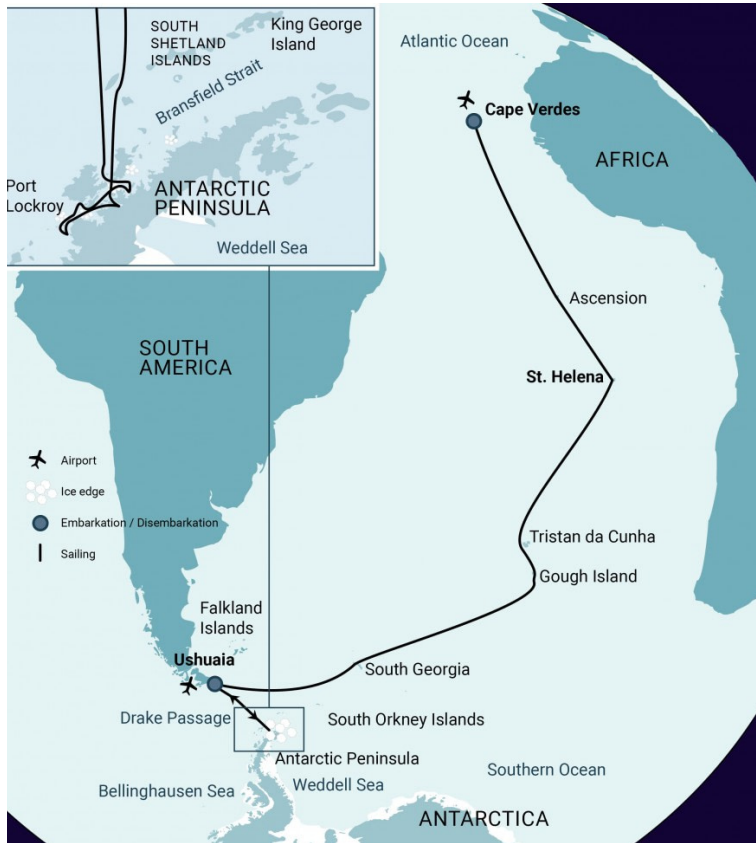 SOUTH
SHETLAND
ISLANDS
King George
Island
Bransfield Strait
Port
Lockroy
ANTARCTIC
PENINSULA
Weddell Sea
Atlantic Ocean
Cape Verdes
AFRICA
Ascension
SOUTH
AMERICA
St. Helena
Airport
Ice edge
Embarkation / Disembarkation
Sailing
Tristan da Cunha
Gough Island
Falkland
Islands
Ushuaia
South Georgia
Drake Passage
South Orkney Islands
Antarctic Peninsula
Weddell Sea
Southern Ocean
Bellinghausen Sea
ANTARCTICA